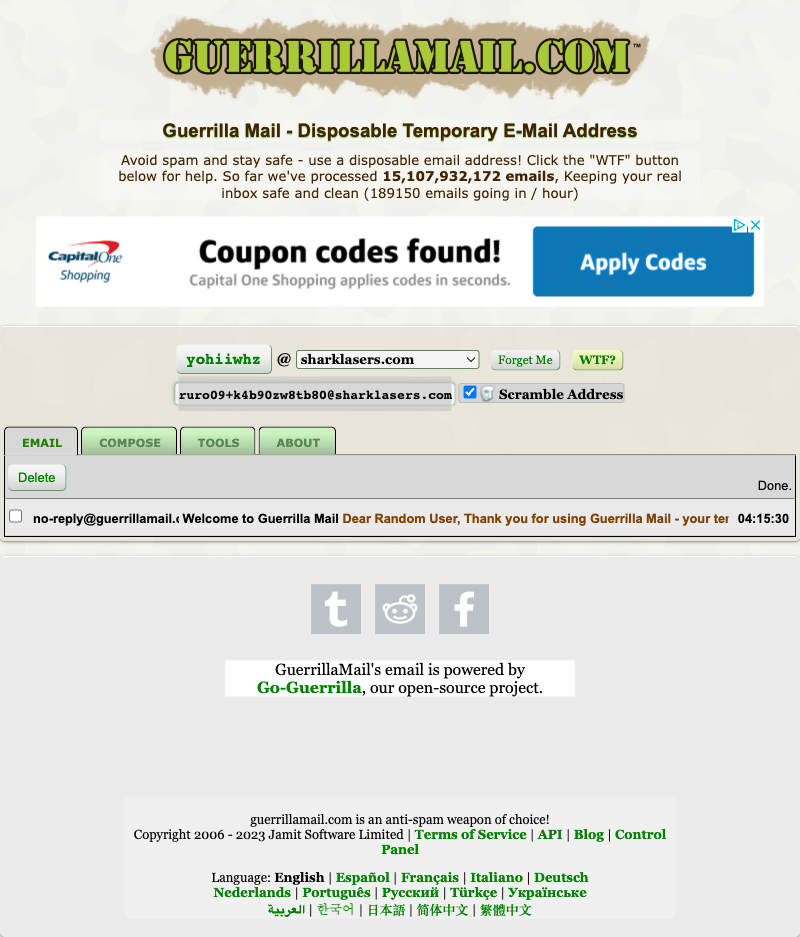 GUERRILLAMAIL.COM™
Guerrilla Mail - Disposable Temporary E-Mail Address
Avoid spam and stay safe - use a disposable email address! Click the "WTF" button
below for help. So far we've processed 15,107,932,172 emails, Keeping your real
inbox safe and clean (189150 emails going in / hour)
Capital One Shopping
Coupon codes found!
Capital One Shopping applies codes in seconds.
Apply Codes
yohiiwhz @ sharklasers.com Forget Me WTF?
ruro09+k4b90zw8tb80@sharklasers.com Scramble Address
EMAIL COMPOSE TOOLS ABOUT
Delete
Done.
no-reply@guerrillamail.c Welcome to Guerrilla Mail Dear Random User, Thank you for using Guerrilla Mail - your ter 04:15:30
GuerrillaMail's email is powered by
Go-Guerrilla, our open-source project.
guerrillamail.com is an anti-spam weapon of choice!
Copyright 2006 - 2023 Jamit Software Limited | Terms of Service | API | Blog | Control
Panel
Language: English | Español | Français | Italiano | Deutsch
Nederlands | Português | Русский | Türkçe | Українське
العربية | 한국어 | 日本語 | 简体中文 | 繁體中文